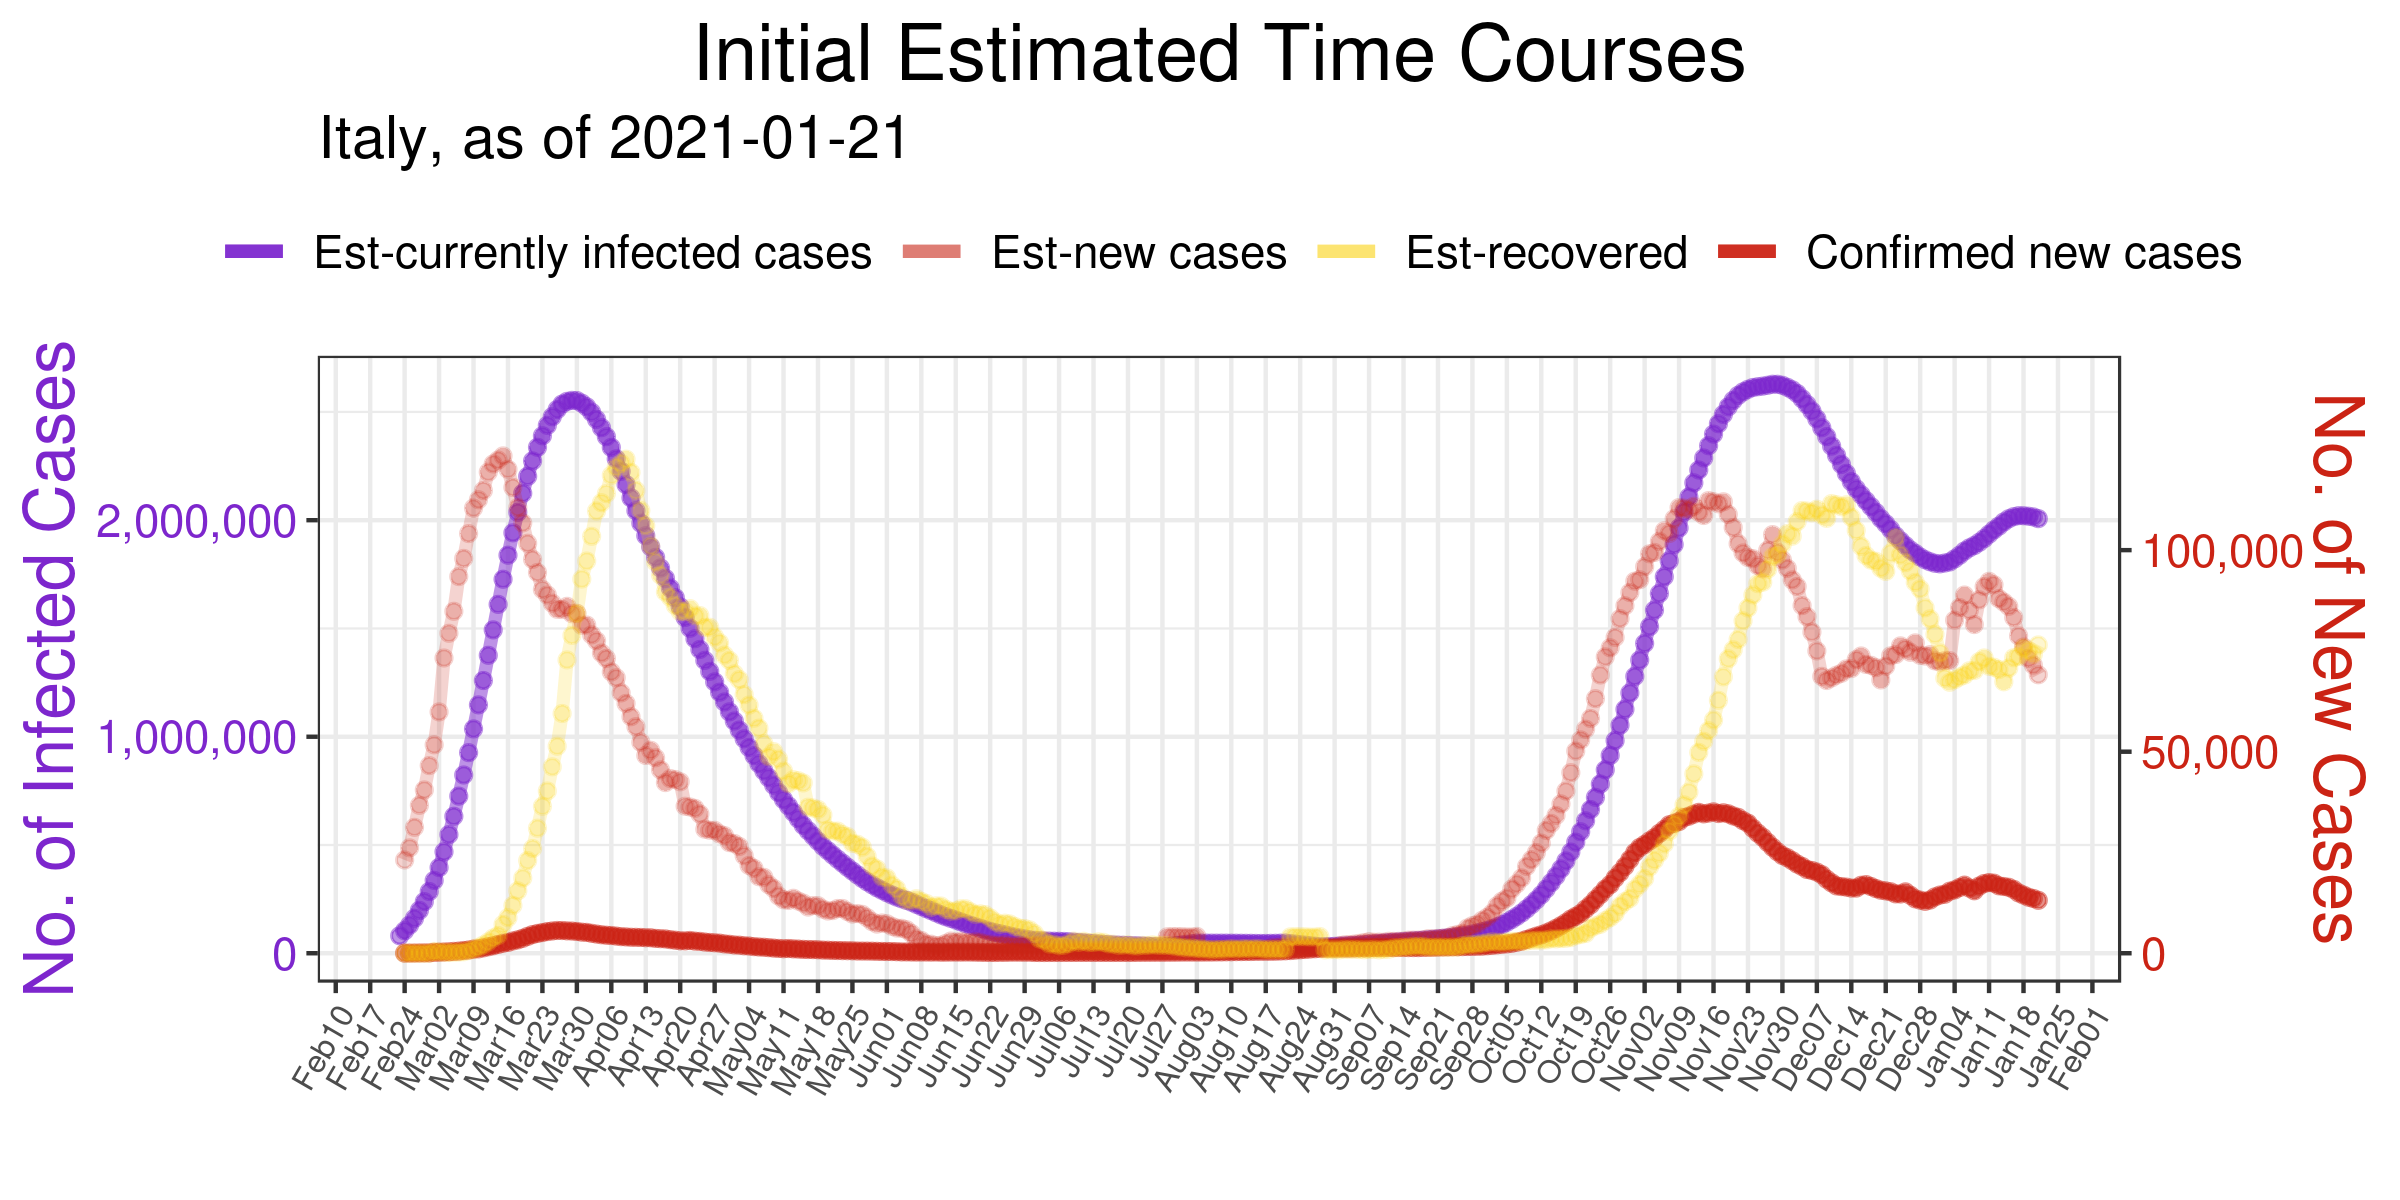 Initial Estimated Time Courses
Italy, as of 2021-01-21
Est-currently infected cases Est-new cases Est-recovered Confirmed new cases
No. of Infected Cases
2,000,000
1,000,000
0
No. of New Cases
100,000
50,000
0
Feb10 Feb17 Feb24 Mar02 Mar09 Mar16 Mar23 Mar30 Apr06 Apr13 Apr20 Apr27 May04 May11 May18 May25 Jun01 Jun08 Jun15 Jun22 Jun29 Jul06 Jul13 Jul20 Jul27 Aug03 Aug10 Aug17 Aug24 Aug31 Sep07 Sep14 Sep21 Sep28 Oct05 Oct12 Oct19 Oct26 Nov02 Nov09 Nov16 Nov23 Nov30 Dec07 Dec14 Dec21 Dec28 Jan04 Jan11 Jan18 Jan25 Feb01